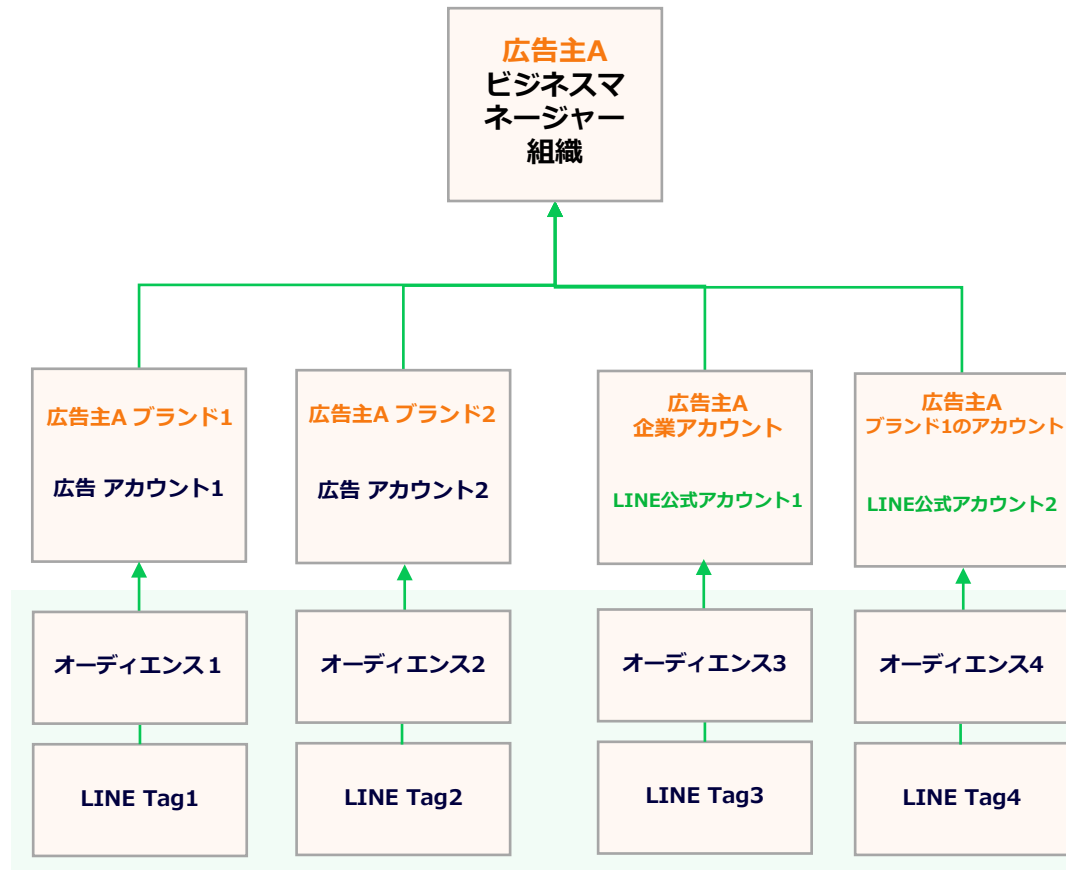 広告主A
ビジネスマ
ネージャー
組織
広告主A ブランド1
広告 アカウント1
広告主A ブランド2
広告 アカウント2
広告主A
企業アカウント
LINE公式アカウント1
広告主A
ブランド1のアカウント
LINE公式アカウント2
オーディエンス１
オーディエンス2
オーディエンス3
オーディエンス4
LINE Tag1
LINE Tag2
LINE Tag3
LINE Tag4